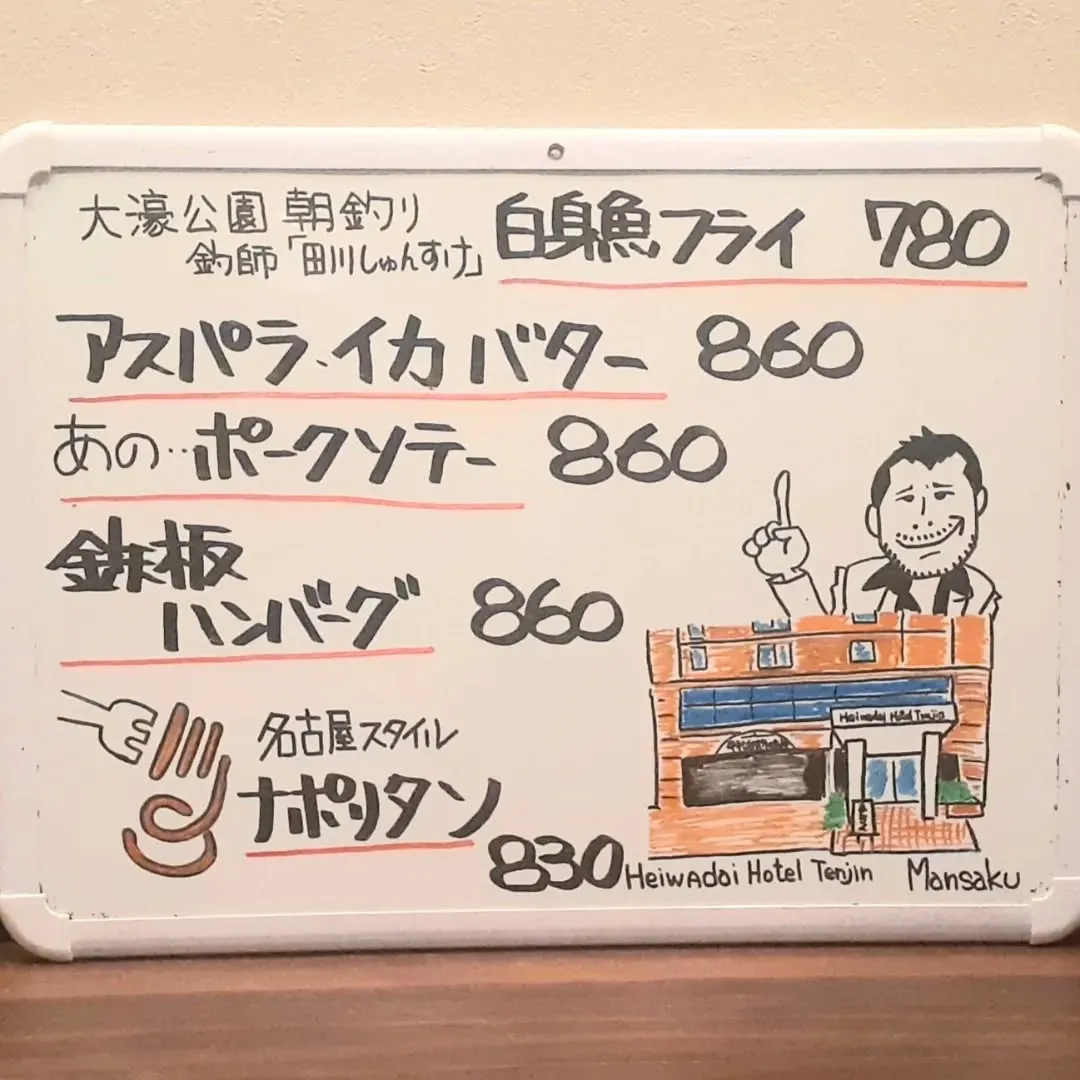 大濠公園 朝釣り
釣師「田川しゅんすけ」
白身魚フライ 780
アスパラ、イカバター 860
あの‥ポークソテー 860
鉄板
ハンバーグ 860
名古屋スタイル
ナポリタン
830
Heiwadai Hotel Tenjin
Heiwadai Hotel Tenjin Mansaku